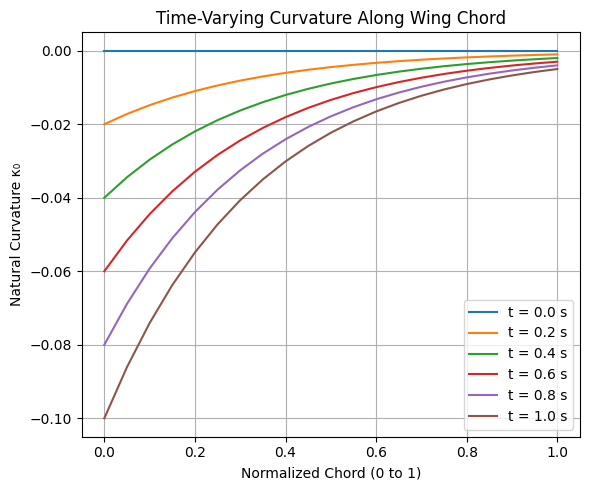 Time-Varying Curvature Along Wing Chord
Natural Curvature κ₀
0.00
−0.02
−0.04
−0.06
−0.08
−0.10
t = 0.0 s
t = 0.2 s
t = 0.4 s
t = 0.6 s
t = 0.8 s
t = 1.0 s
0.0 0.2 0.4 0.6 0.8 1.0
Normalized Chord (0 to 1)